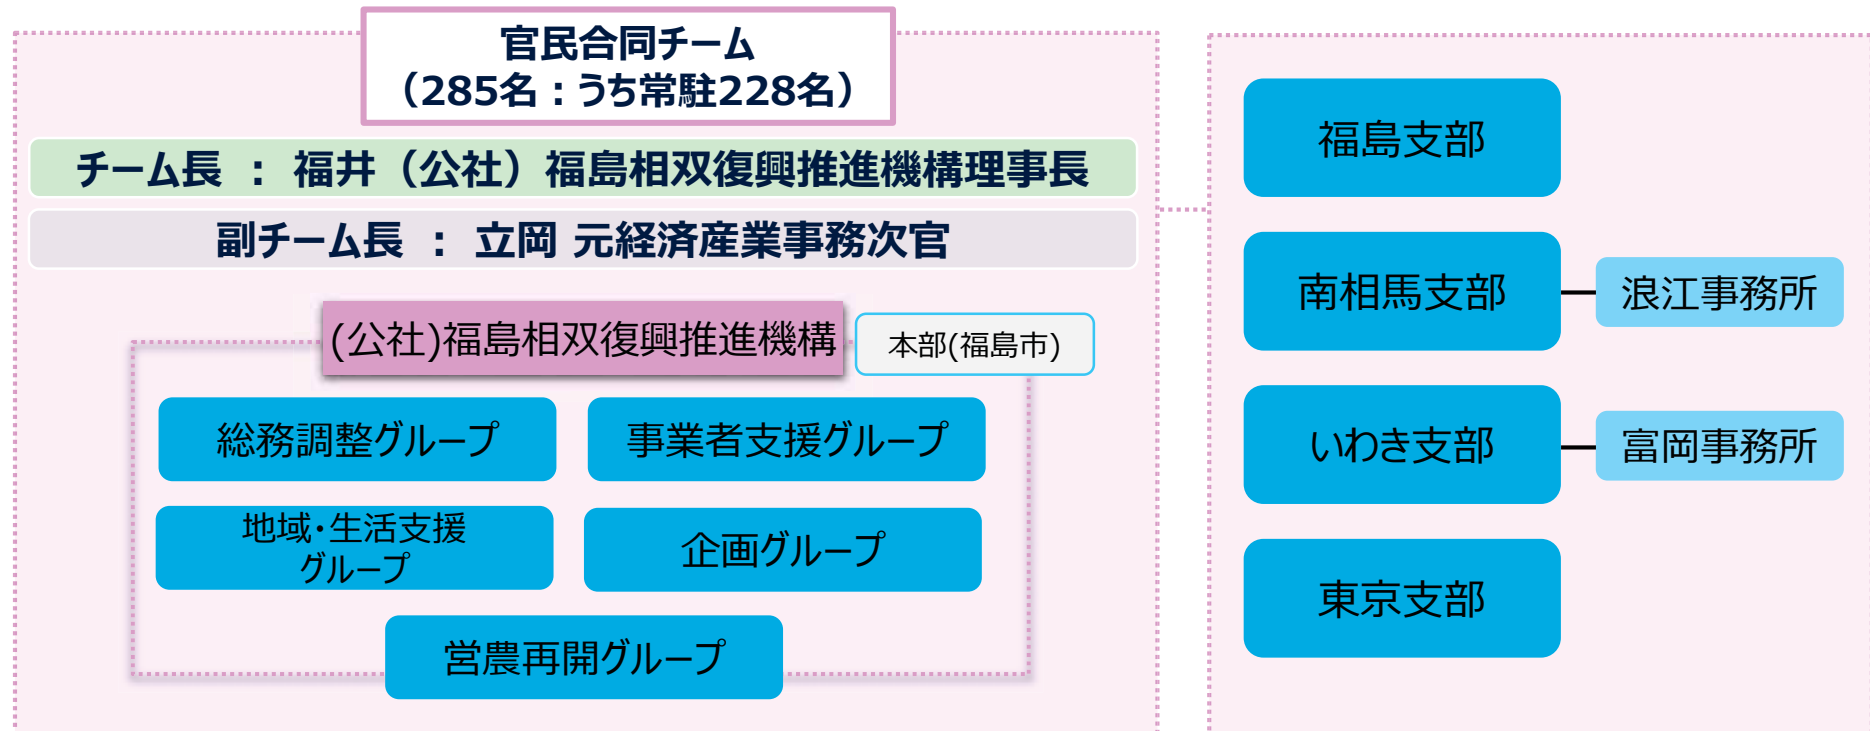 官民合同チーム
（285名：うち常駐228名）
チーム長 ： 福井（公社）福島相双復興推進機構理事長
副チーム長 ： 立岡 元経済産業事務次官
(公社)福島相双復興推進機構
本部(福島市)
総務調整グループ
事業者支援グループ
地域・生活支援
グループ
企画グループ
営農再開グループ
福島支部
南相馬支部
浪江事務所
いわき支部
富岡事務所
東京支部